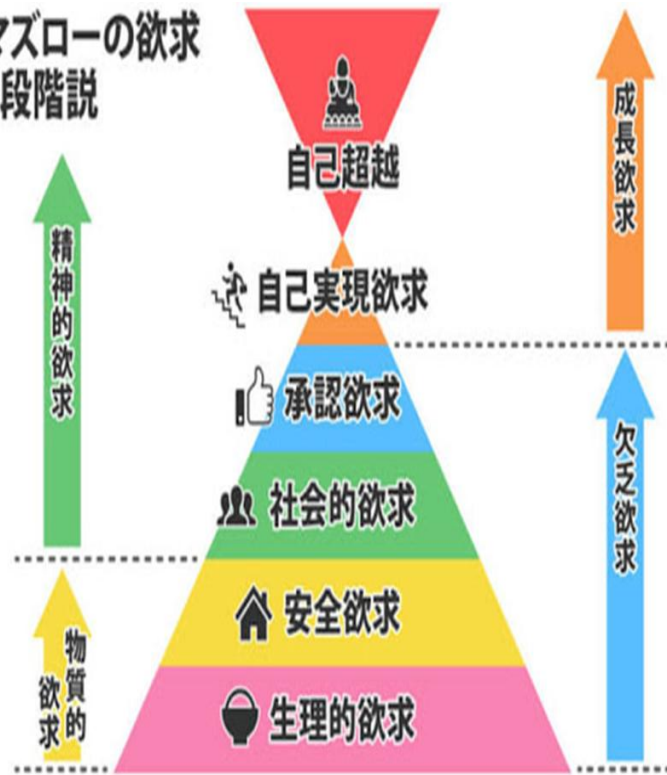 マズローの欲求
段階説
自己超越
成長欲求
精神的欲求
自己実現欲求
承認欲求
欠乏欲求
社会的欲求
安全欲求
物質的
欲求
生理的欲求